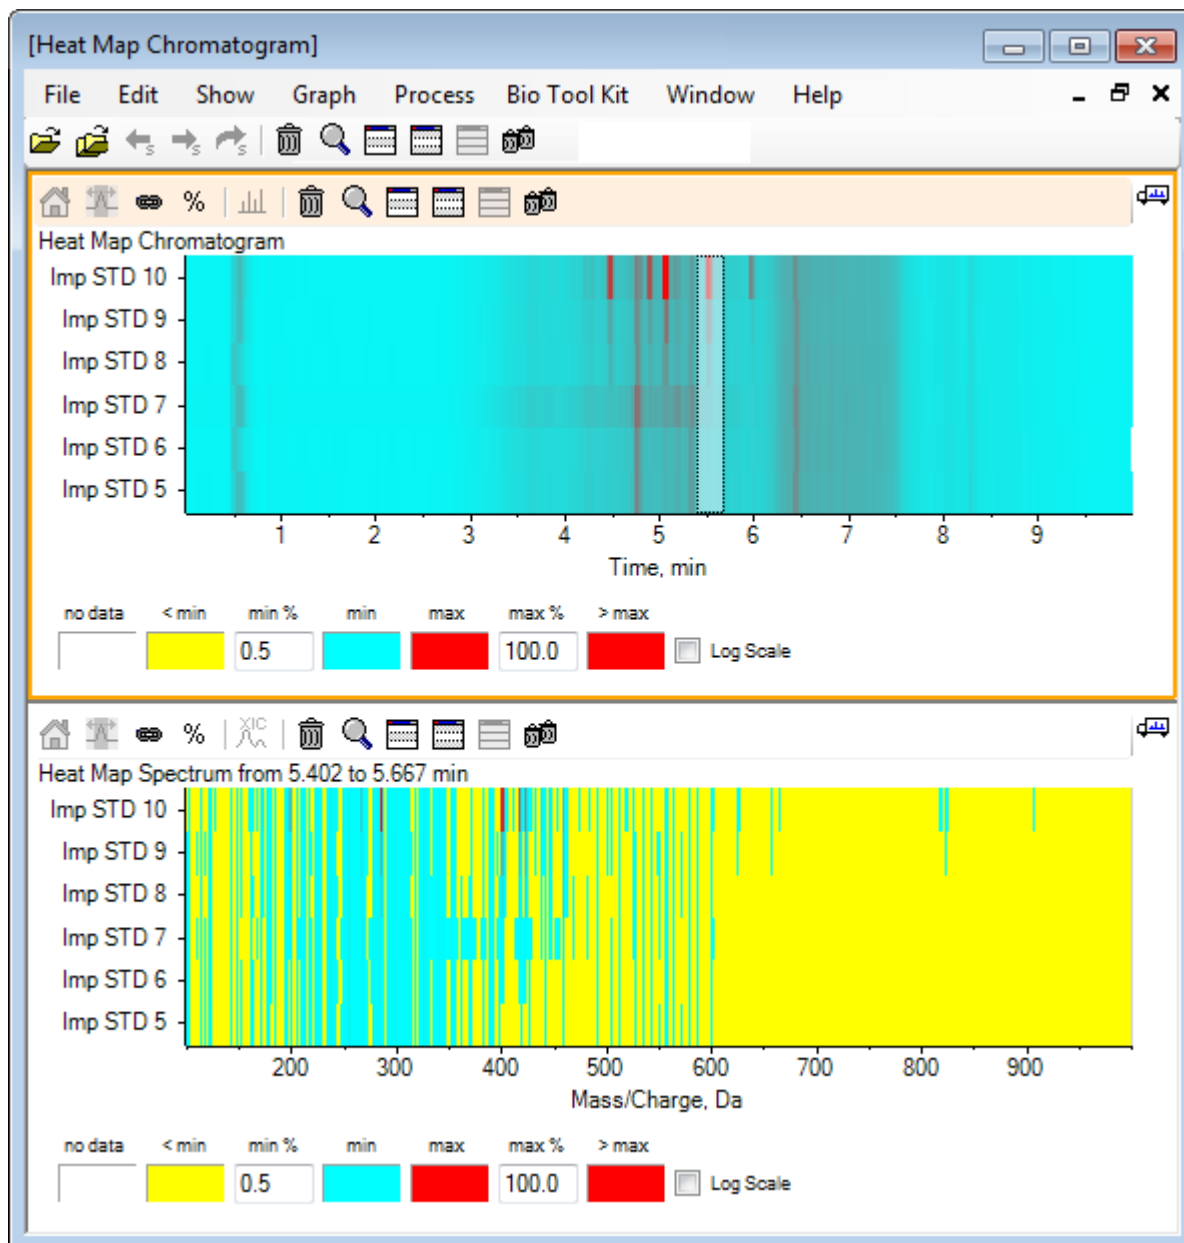 [Heat Map Chromatogram]
File Edit Show Graph Process Bio Tool Kit Window Help
s s s
%
Heat Map Chromatogram
Imp STD 10
Imp STD 9
Imp STD 8
Imp STD 7
Imp STD 6
Imp STD 5
1 2 3 4 5 6 7 8 9
Time, min
no data < min min % min max max % > max
0.5 100.0 Log Scale
% XIC
Heat Map Spectrum from 5.402 to 5.667 min
Imp STD 10
Imp STD 9
Imp STD 8
Imp STD 7
Imp STD 6
Imp STD 5
200 300 400 500 600 700 800 900
Mass/Charge, Da
no data < min min % min max max % > max
0.5 100.0 Log Scale